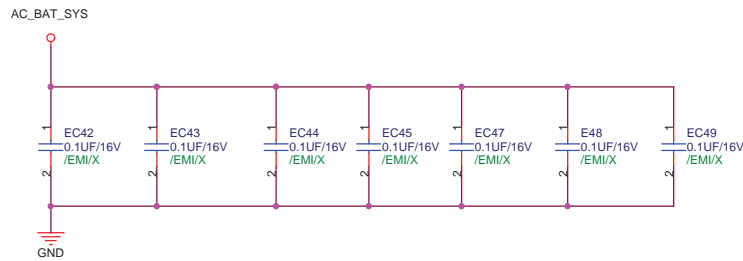 AC_BAT_SYS
1
EC42
0.1UF/16V
/EMI/X
2
1
EC43
0.1UF/16V
/EMI/X
2
1
EC44
0.1UF/16V
/EMI/X
2
1
EC45
0.1UF/16V
/EMI/X
2
1
EC47
0.1UF/16V
/EMI/X
2
1
E48
0.1UF/16V
/EMI/X
2
1
EC49
0.1UF/16V
/EMI/X
2
GND